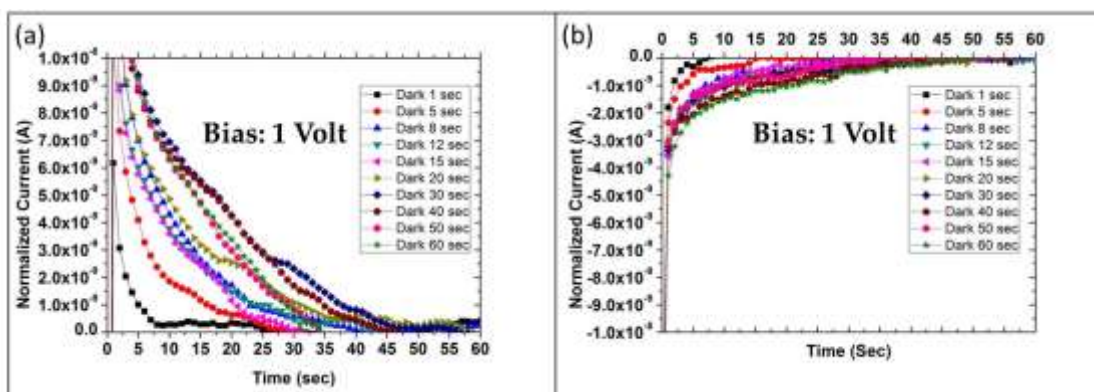 (a)
1.0x10⁻⁸
9.0x10⁻⁹
8.0x10⁻⁹
7.0x10⁻⁹
6.0x10⁻⁹
5.0x10⁻⁹
4.0x10⁻⁹
3.0x10⁻⁹
2.0x10⁻⁹
1.0x10⁻⁹
0.0
Normalized Current (A)
Bias: 1 Volt
Dark 1 sec
Dark 5 sec
Dark 8 sec
Dark 12 sec
Dark 15 sec
Dark 20 sec
Dark 30 sec
Dark 40 sec
Dark 50 sec
Dark 60 sec
0 5 10 15 20 25 30 35 40 45 50 55 60
Time (sec)
(b)
0 5 10 15 20 25 30 35 40 45 50 55 60
0.0
-1.0x10⁻⁹
-2.0x10⁻⁹
-3.0x10⁻⁹
-4.0x10⁻⁹
-5.0x10⁻⁹
-6.0x10⁻⁹
-7.0x10⁻⁹
-8.0x10⁻⁹
-9.0x10⁻⁹
-1.0x10⁻⁸
Normalized Current (A)
Bias: 1 Volt
Dark 1 sec
Dark 5 sec
Dark 8 sec
Dark 12 sec
Dark 15 sec
Dark 20 sec
Dark 30 sec
Dark 40 sec
Dark 50 sec
Dark 60 sec
Time (Sec)